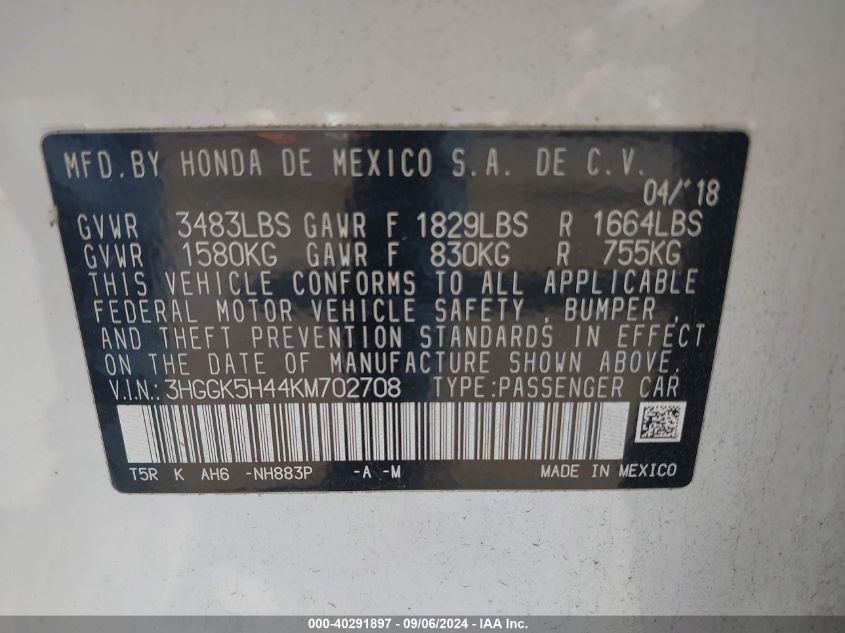 MFD. BY HONDA DE MEXICO S.A. DE C.V.
04/'18
GVWR 3483LBS GAWR F 1829LBS R 1664LBS
GVWR 1580KG GAWR F 830KG R 755KG
THIS VEHICLE CONFORMS TO ALL APPLICABLE
FEDERAL MOTOR VEHICLE SAFETY, BUMPER,
AND THEFT PREVENTION STANDARDS IN EFFECT
ON THE DATE OF MANUFACTURE SHOWN ABOVE.
V.I.N.: 3HGGK5H44KM702708 TYPE:PASSENGER CAR
T5R K AH6 -NH883P -A -M MADE IN MEXICO
000-40291897 - 09/06/2024 - IAA Inc.